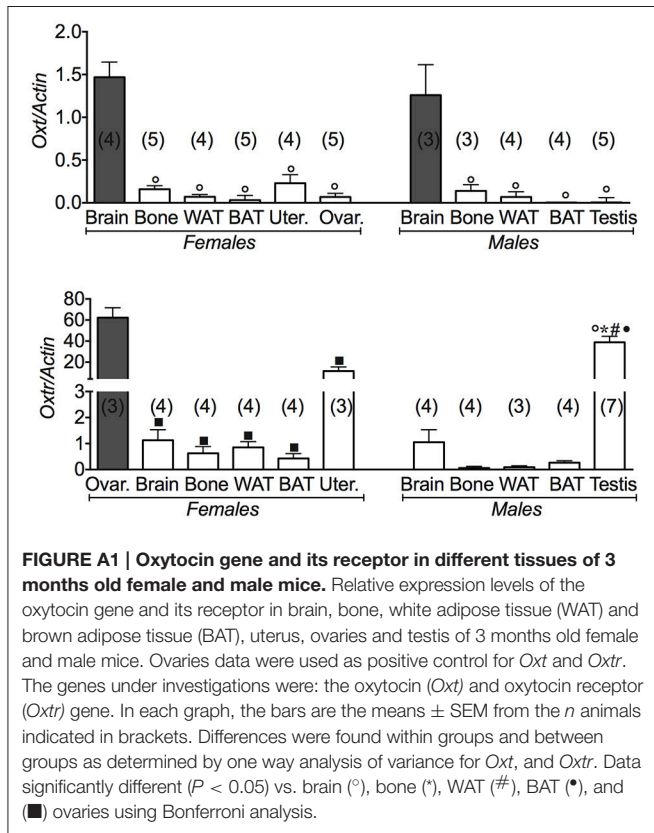 Oxt/Actin
2.0
1.5
1.0
0.5
0.0
(4) (5) (4) (5) (4) (5) (3) (3) (4) (4) (5)
Brain Bone WAT BAT Uter. Ovar. Brain Bone WAT BAT Testis
Females Males
Oxtr/Actin
80
60
40
20
3
2
1
0
°*#•
(3) (4) (4) (4) (4) (3) (4) (4) (3) (4) (7)
Ovar. Brain Bone WAT BAT Uter. Brain Bone WAT BAT Testis
Females Males
FIGURE A1 | Oxytocin gene and its receptor in different tissues of 3
months old female and male mice. Relative expression levels of the
oxytocin gene and its receptor in brain, bone, white adipose tissue (WAT) and
brown adipose tissue (BAT), uterus, ovaries and testis of 3 months old female
and male mice. Ovaries data were used as positive control for Oxt and Oxtr.
The genes under investigations were: the oxytocin (Oxt) and oxytocin receptor
(Oxtr) gene. In each graph, the bars are the means ± SEM from the n animals
indicated in brackets. Differences were found within groups and between
groups as determined by one way analysis of variance for Oxt, and Oxtr. Data
significantly different (P < 0.05) vs. brain (°), bone (*), WAT (#), BAT (•), and
(■) ovaries using Bonferroni analysis.